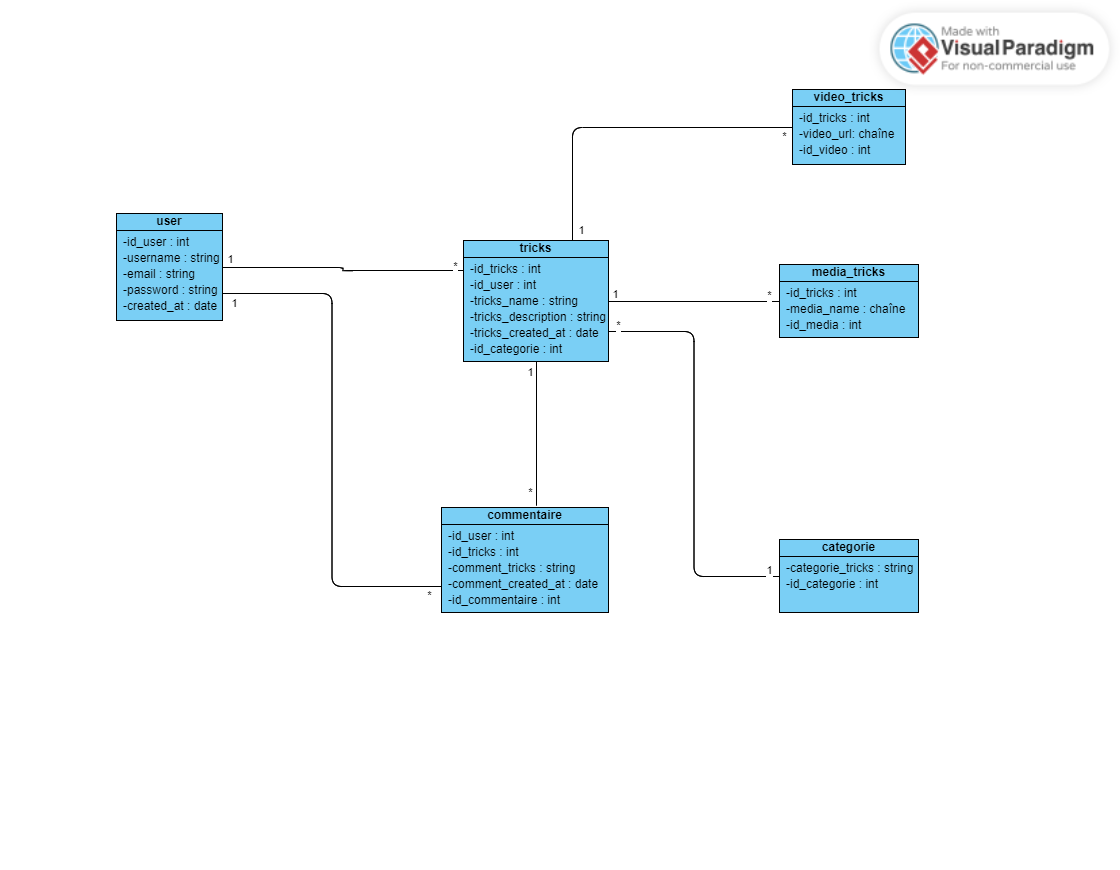 Made with
Visual Paradigm
For non-commercial use
video_tricks
-id_tricks : int
-video_url: chaîne
-id_video : int
*
1
user
-id_user : int
-username : string
-email : string
-password : string
-created_at : date
1
1
*
tricks
-id_tricks : int
-id_user : int
-tricks_name : string
-tricks_description : string
-tricks_created_at : date
-id_categorie : int
1
*
*
media_tricks
-id_tricks : int
-media_name : chaîne
-id_media : int
1
*
commentaire
-id_user : int
-id_tricks : int
-comment_tricks : string
-comment_created_at : date
-id_commentaire : int
*
1
categorie
-categorie_tricks : string
-id_categorie : int